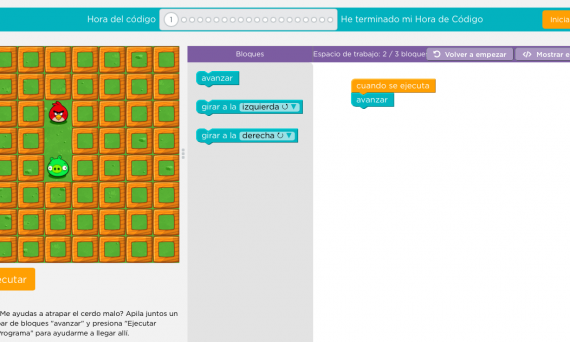 Hora del código 1 He terminado mi Hora de Código Inicia
Bloques Espacio de trabajo: 2 / 3 bloque Volver a empezar </> Mostrar e
avanzar
girar a la izquierda
girar a la derecha
cuando se ejecuta
avanzar
ecutar
Me ayudas a atrapar el cerdo malo? Apila juntos un
par de bloques "avanzar" y presiona "Ejecutar
Programa" para ayudarme a llegar allí.